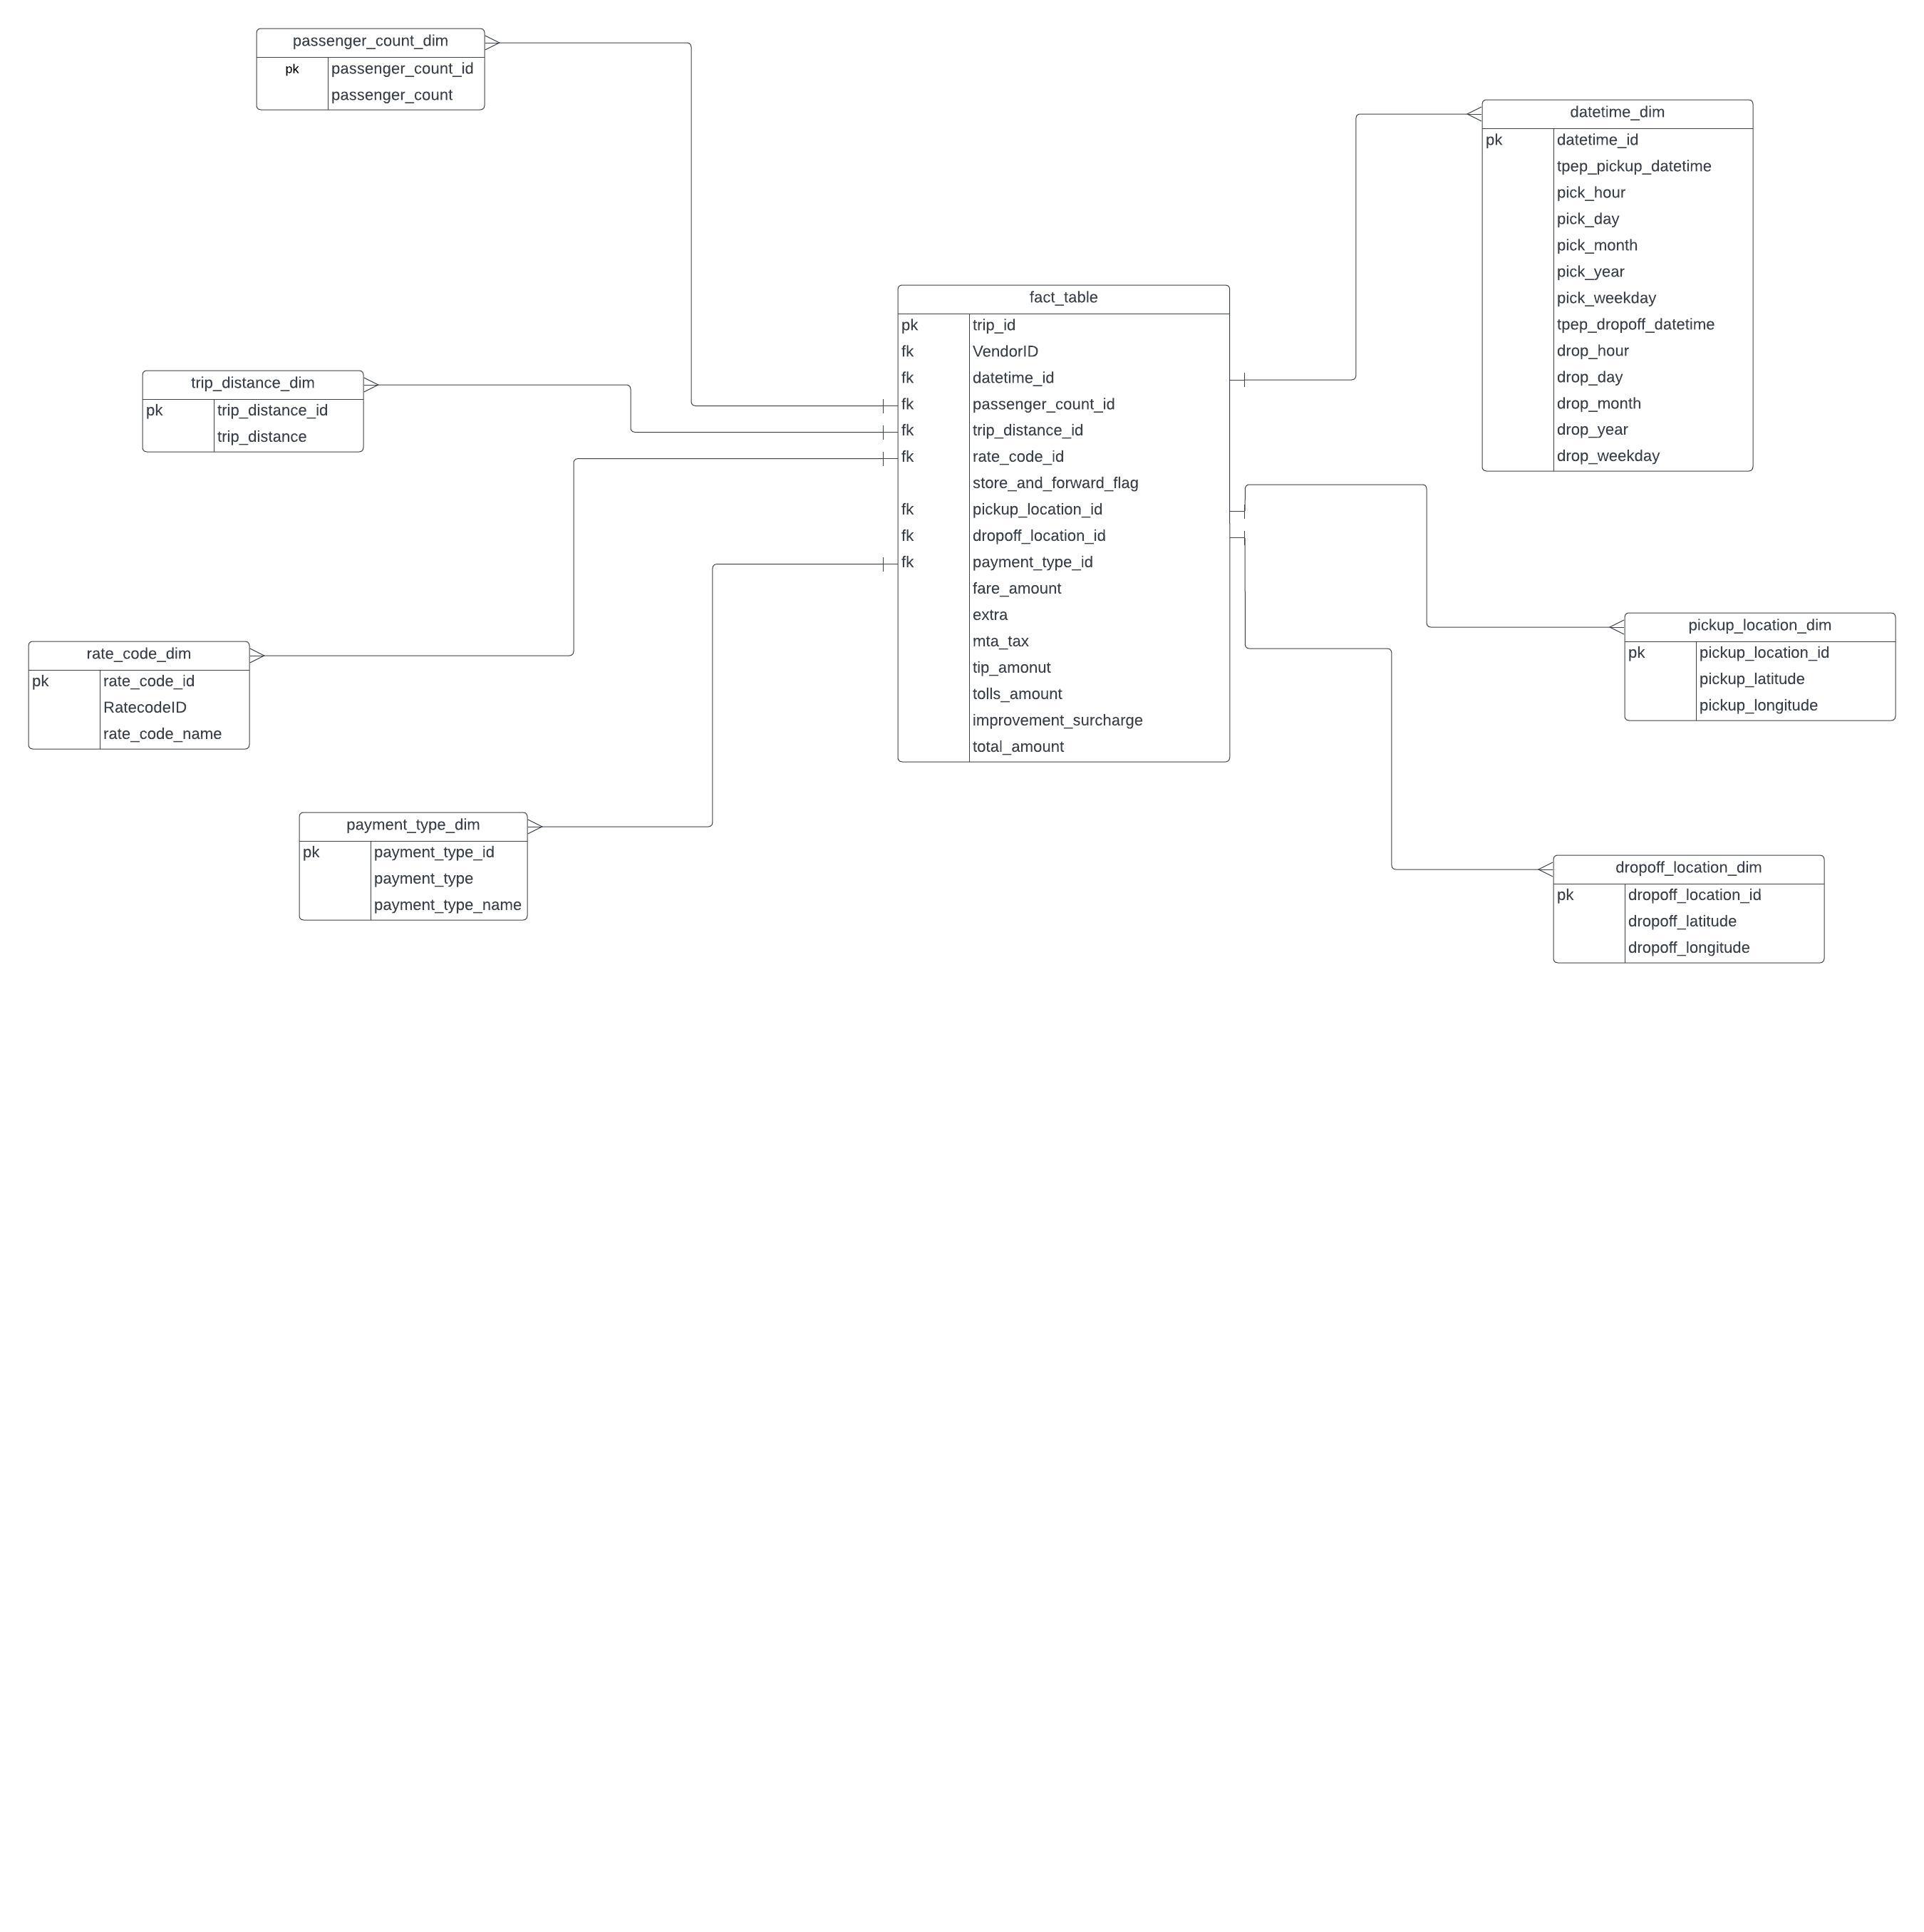 passenger_count_dim
pk passenger_count_id
passenger_count
datetime_dim
pk datetime_id
tpep_pickup_datetime
pick_hour
pick_day
pick_month
pick_year
pick_weekday
tpep_dropoff_datetime
drop_hour
drop_day
drop_month
drop_year
drop_weekday
fact_table
pk trip_id
fk VendorID
fk datetime_id
fk passenger_count_id
fk trip_distance_id
fk rate_code_id
store_and_forward_flag
fk pickup_location_id
fk dropoff_location_id
fk payment_type_id
fare_amount
extra
mta_tax
tip_amonut
tolls_amount
improvement_surcharge
total_amount
trip_distance_dim
pk trip_distance_id
trip_distance
rate_code_dim
pk rate_code_id
RatecodeID
rate_code_name
pickup_location_dim
pk pickup_location_id
pickup_latitude
pickup_longitude
payment_type_dim
pk payment_type_id
payment_type
payment_type_name
dropoff_location_dim
pk dropoff_location_id
dropoff_latitude
dropoff_longitude